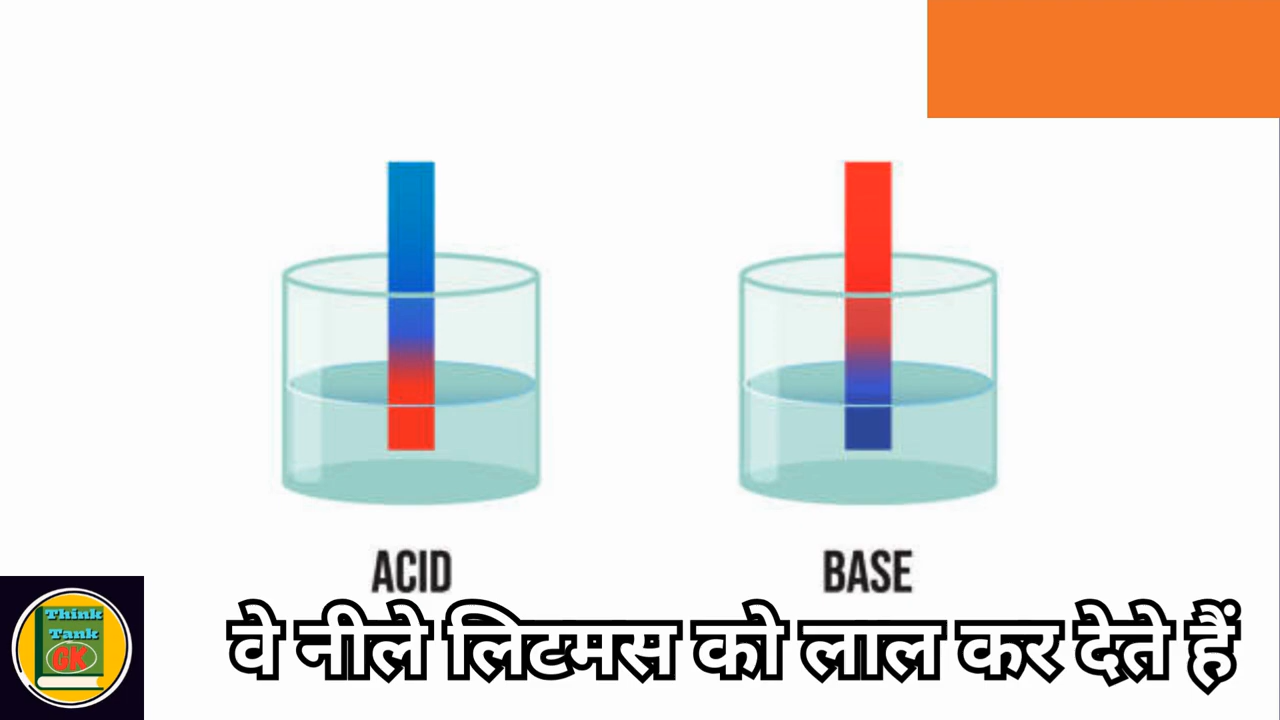 ACID
BASE
वे नीले लिटमस को लाल कर देते हैं
Think
Tank
GK